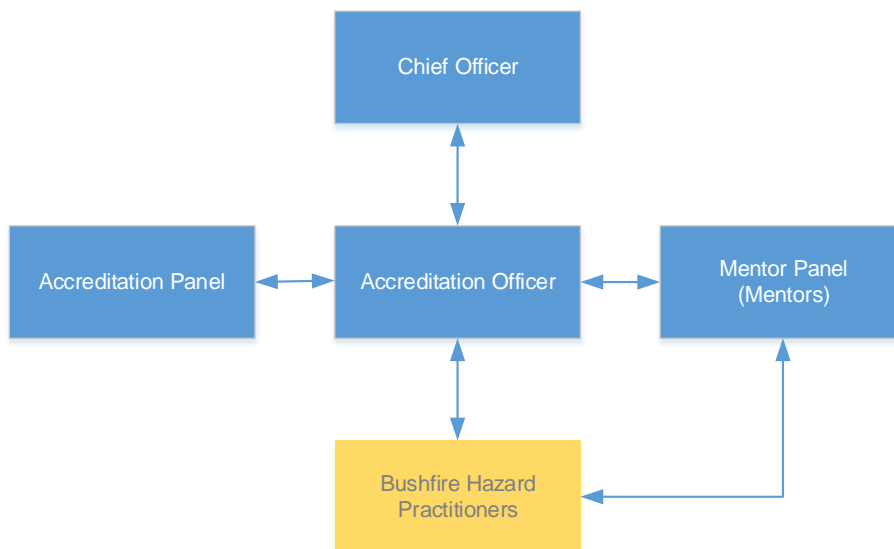 Chief Officer
Accreditation Panel
Accreditation Officer
Mentor Panel
(Mentors)
Bushfire Hazard
Practitioners